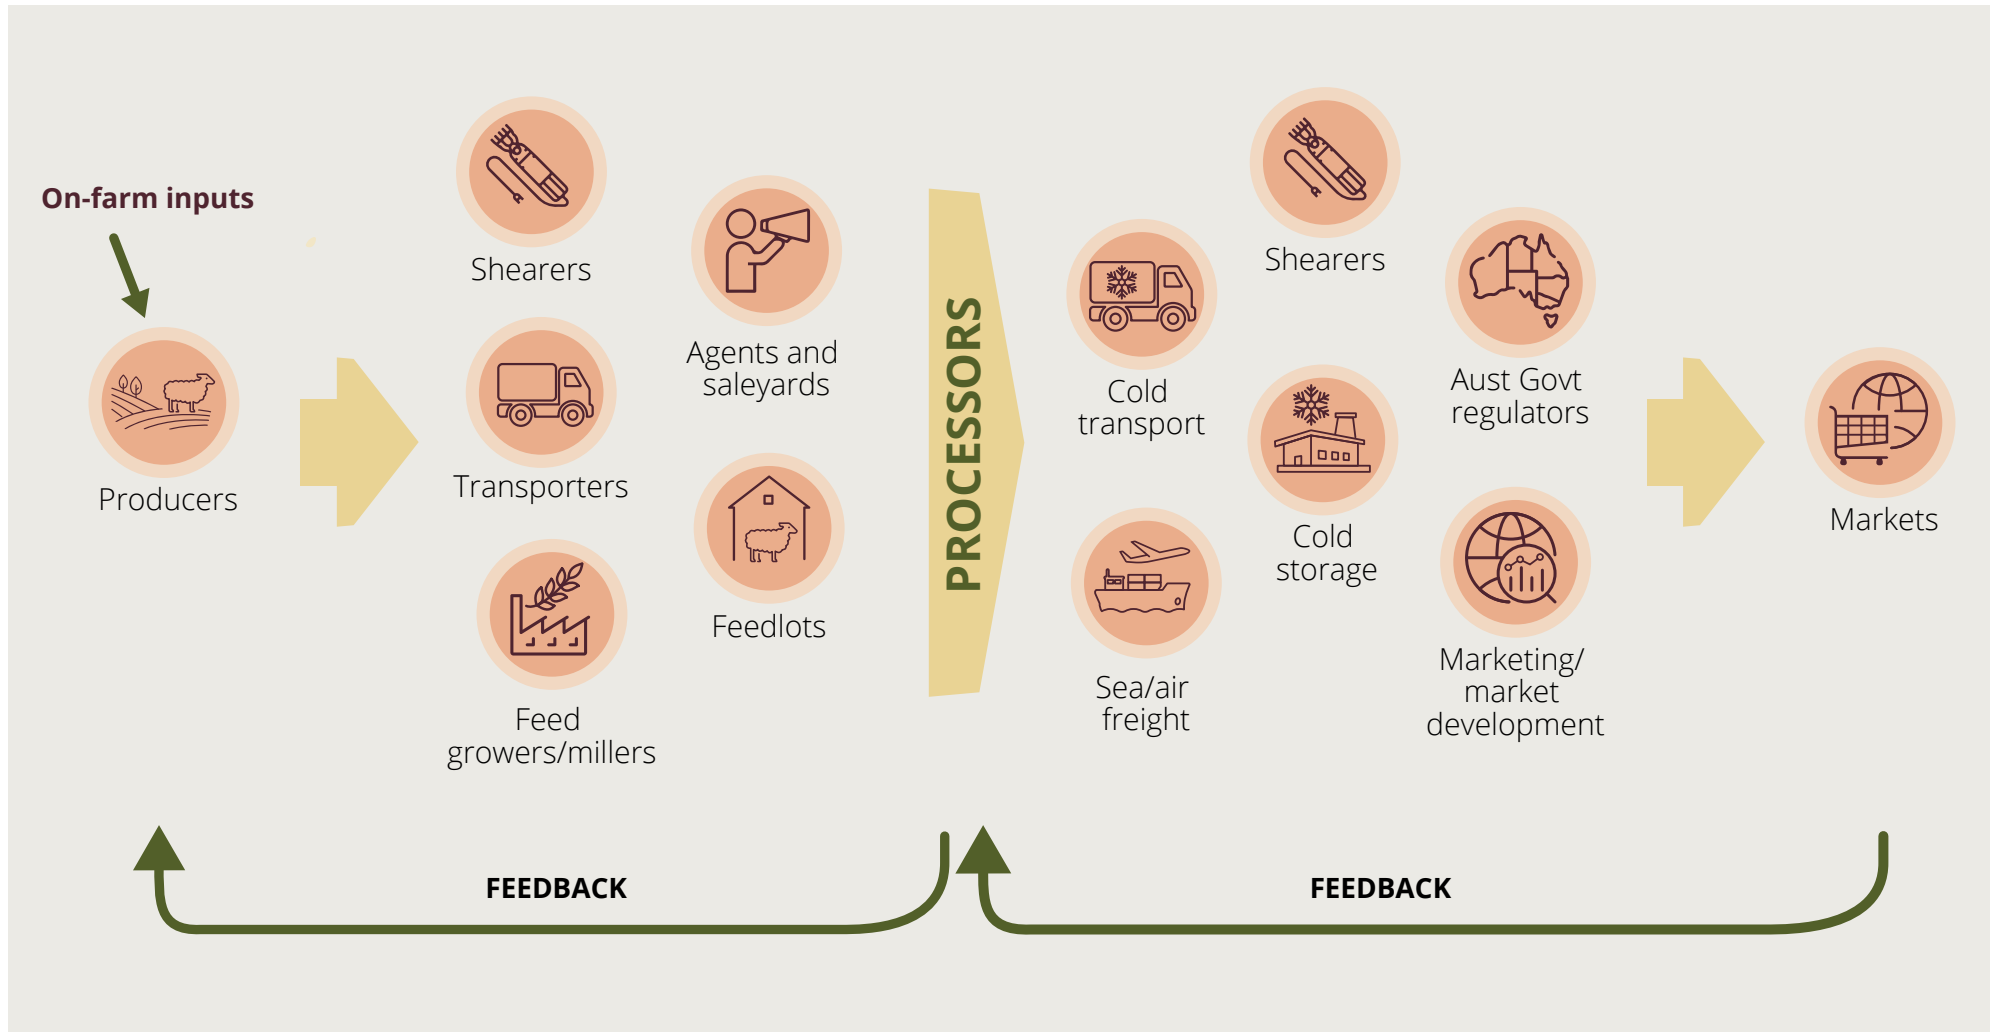 On-farm inputs
Producers
Shearers
Transporters
Feed
growers/millers
Agents and
saleyards
Feedlots
PROCESSORS
Cold
transport
Sea/air
freight
Shearers
Cold
storage
Aust Govt
regulators
Marketing/
market
development
Markets
FEEDBACK
FEEDBACK